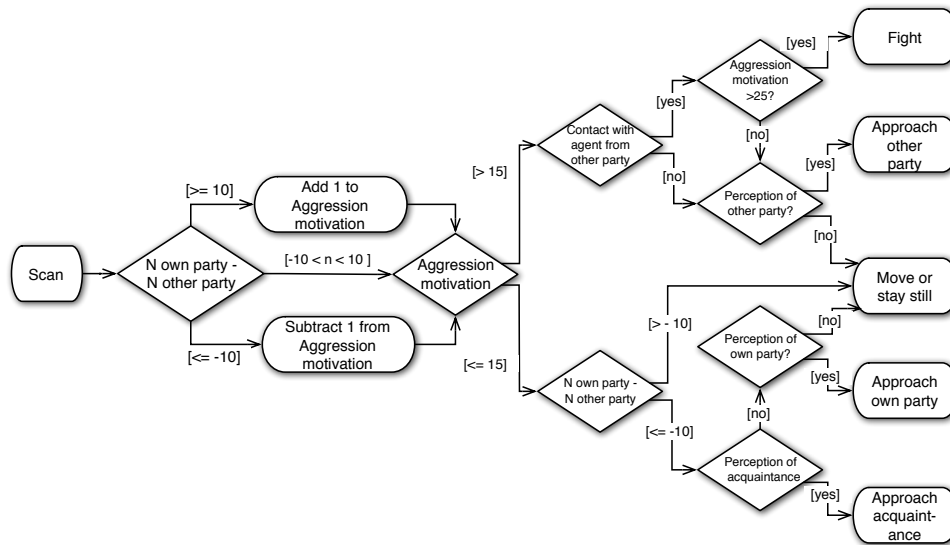 Scan
N own party -
N other party
[>= 10]
Add 1 to
Aggression
motivation
[-10 < n < 10 ]
[<= -10]
Subtract 1 from
Aggression
motivation
Aggression
motivation
[> 15]
[<= 15]
Contact with
agent from
other party
[yes]
[no]
Aggression
motivation
>25?
[yes]
[no]
Fight
Perception of
other party?
[yes]
[no]
Approach
other
party
Move or
stay still
N own party -
N other party
[> - 10]
[<= -10]
Perception of
own party?
[no]
[yes]
Approach
own party
[no]
Perception of
acquaintance
[yes]
Approach
acquaint-
ance